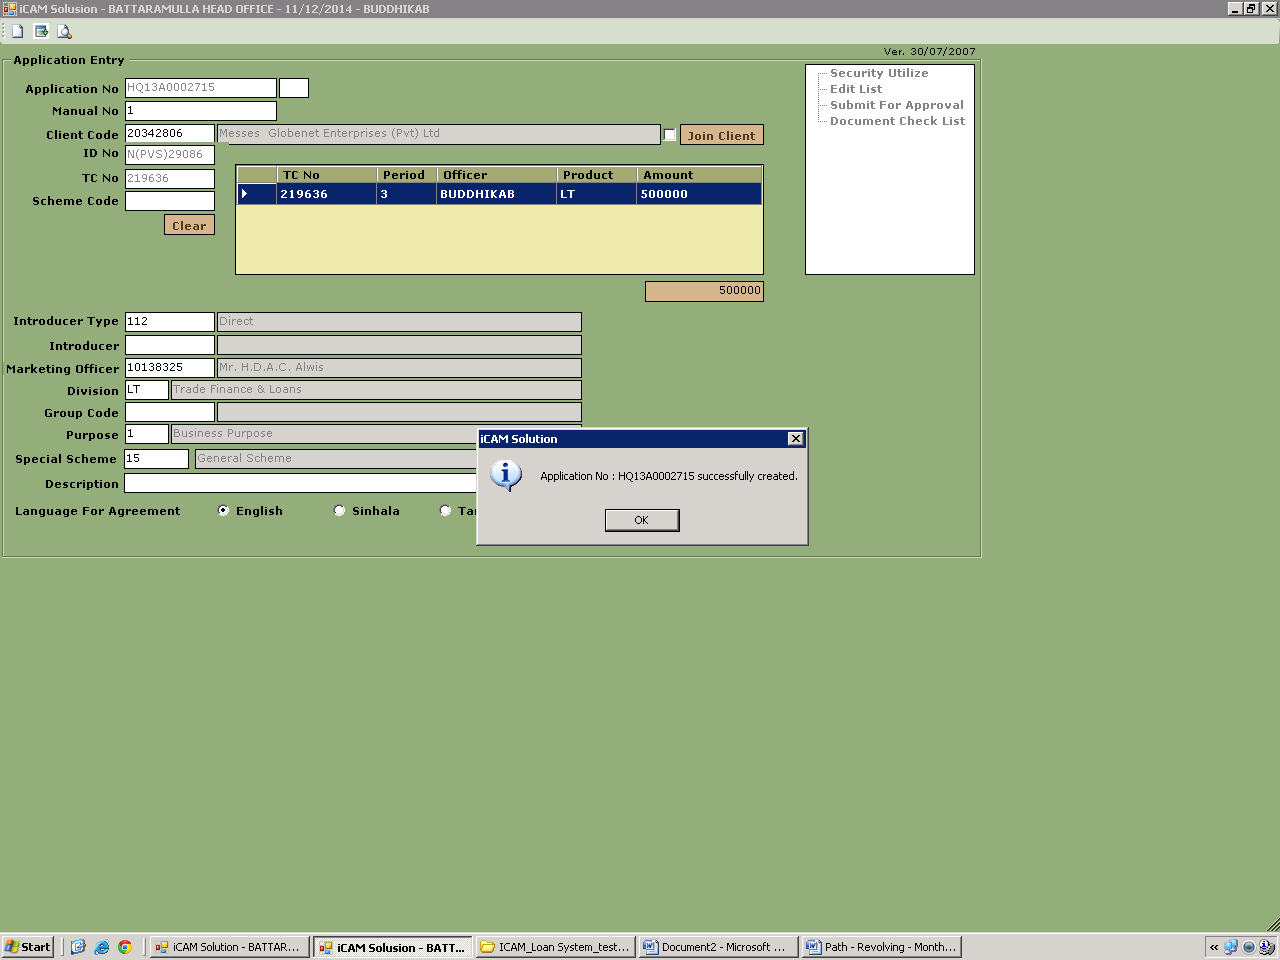 iCAM Solusion - BATTARAMULLA HEAD OFFICE - 11/12/2014 - BUDDHIKAB
Ver. 30/07/2007
Application Entry
Application No HQ13A0002715
Manual No 1
Client Code 20342806 Messes Globenet Enterprises (Pvt) Ltd Join Client
ID No N(PVS)29086
TC No 219636
Scheme Code
Clear
TC No Period Officer Product Amount
219636 3 BUDDHIKAB LT 500000
500000
Security Utilize
Edit List
Submit For Approval
Document Check List
Introducer Type 112 Direct
Introducer
Marketing Officer 10138325 Mr. H.D.A.C. Alwis
Division LT Trade Finance & Loans
Group Code
Purpose 1 Business Purpose
Special Scheme 15 General Scheme
Description
Language For Agreement English Sinhala
iCAM Solution
Application No : HQ13A0002715 successfully created.
OK
Start iCAM Solution - BATTAR... iCAM Solusion - BATT... ICAM_Loan System_test... Document2 - Microsoft ... Path - Revolving - Month...